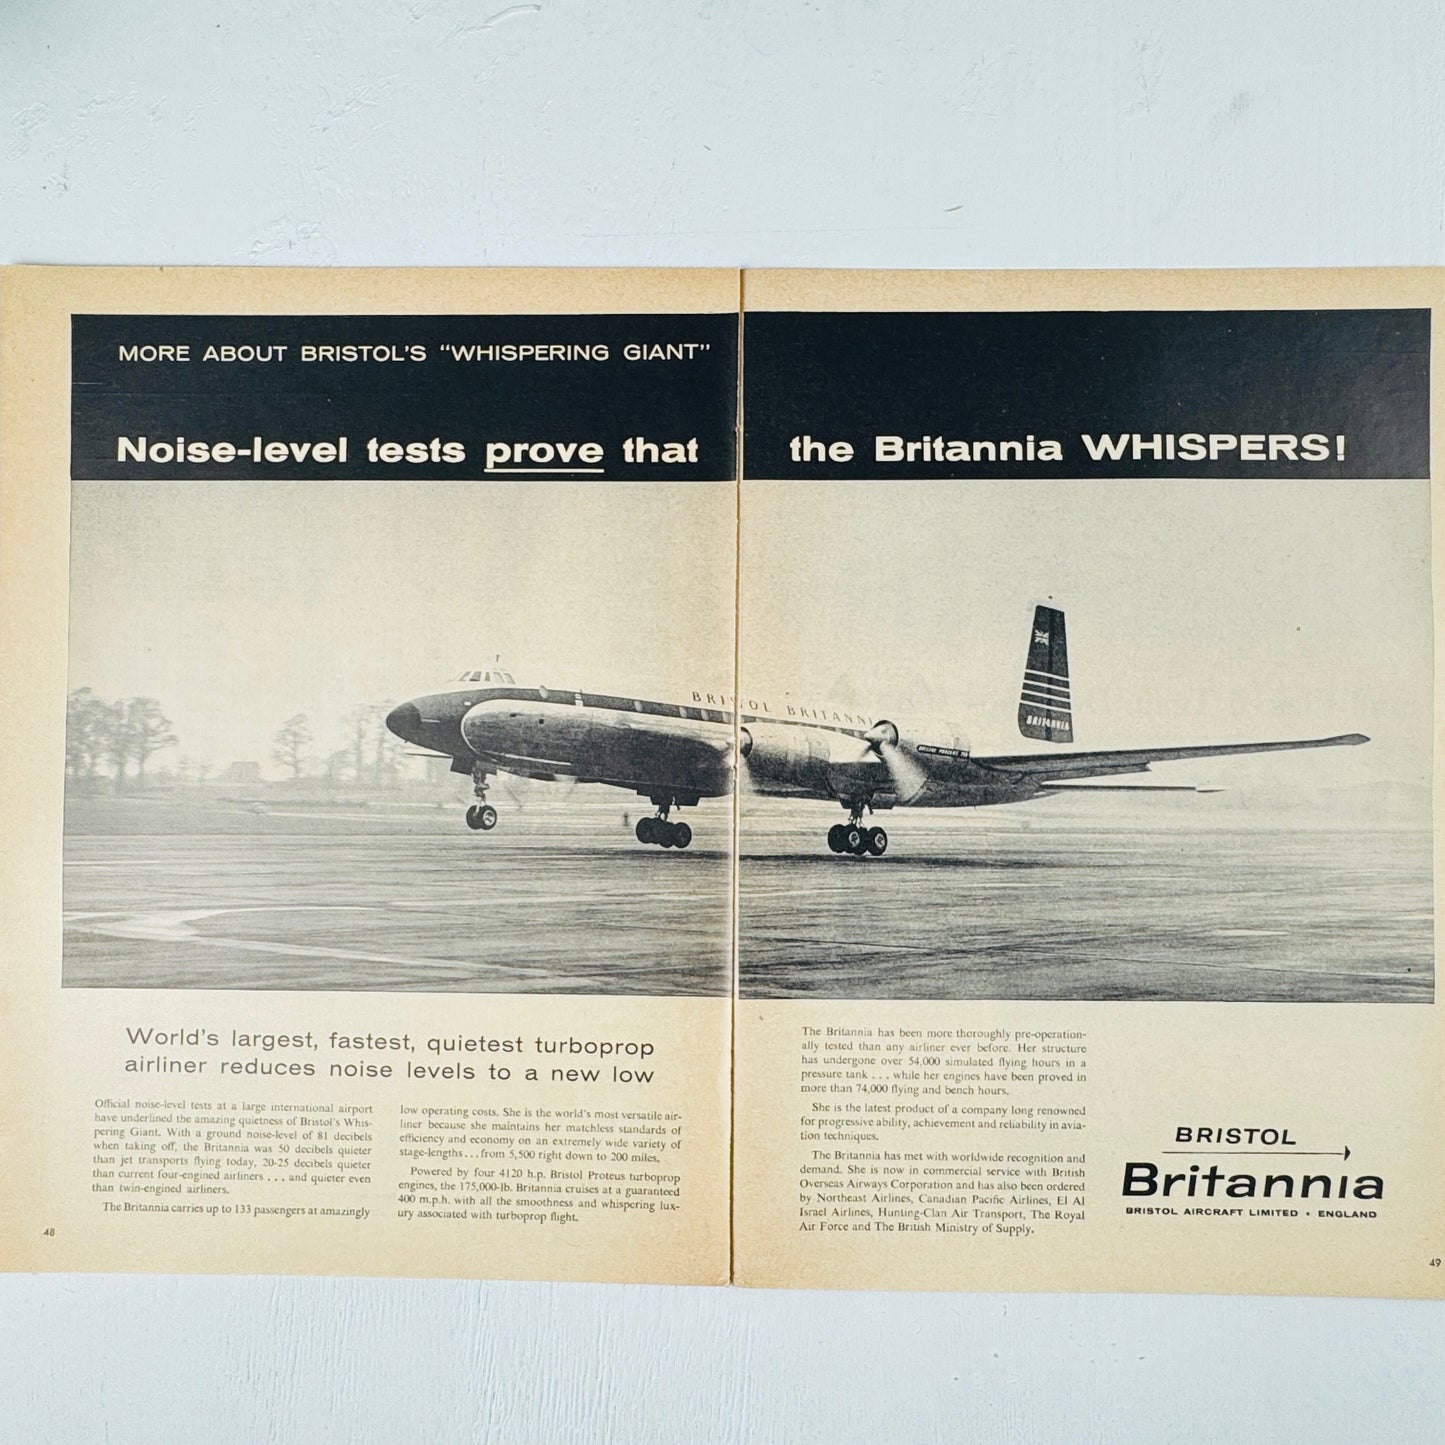 MORE ABOUT BRISTOL'S "WHISPERING GIANT"
Noise-level tests prove that the Britannia WHISPERS!
BRISTOL BRITANNI
BRISTOL PROTEUS 755
BRITANNIA
World's largest, fastest, quietest turboprop
airliner reduces noise levels to a new low
Official noise-level tests at a large international airport
have underlined the amazing quietness of Bristol's Whis-
pering Giant. With a ground noise-level of 81 decibels
when taking off, the Britannia was 50 decibels quieter
than jet transports flying today, 20-25 decibels quieter
than current four-engined airliners . . . and quieter even
than twin-engined airliners.
The Britannia carries up to 133 passengers at amazingly
low operating costs. She is the world's most versatile air-
liner because she maintains her matchless standards of
efficiency and economy on an extremely wide variety of
stage-lengths . . . from 5,500 right down to 200 miles.
Powered by four 4120 h.p. Bristol Proteus turboprop
engines, the 175,000-lb. Britannia cruises at a guaranteed
400 m.p.h. with all the smoothness and whispering lux-
ury associated with turboprop flight.
48
The Britannia has been more thoroughly pre-operation-
ally tested than any airliner ever before. Her structure
has undergone over 54,000 simulated flying hours in a
pressure tank . . . while her engines have been proved in
more than 74,000 flying and bench hours.
She is the latest product of a company long renowned
for progressive ability, achievement and reliability in avia-
tion techniques.
The Britannia has met with worldwide recognition and
demand. She is now in commercial service with British
Overseas Airways Corporation and has also been ordered
by Northeast Airlines, Canadian Pacific Airlines, El Al
Israel Airlines, Hunting-Clan Air Transport, The Royal
Air Force and The British Ministry of Supply.
BRISTOL
Britannia
BRISTOL AIRCRAFT LIMITED • ENGLAND
49